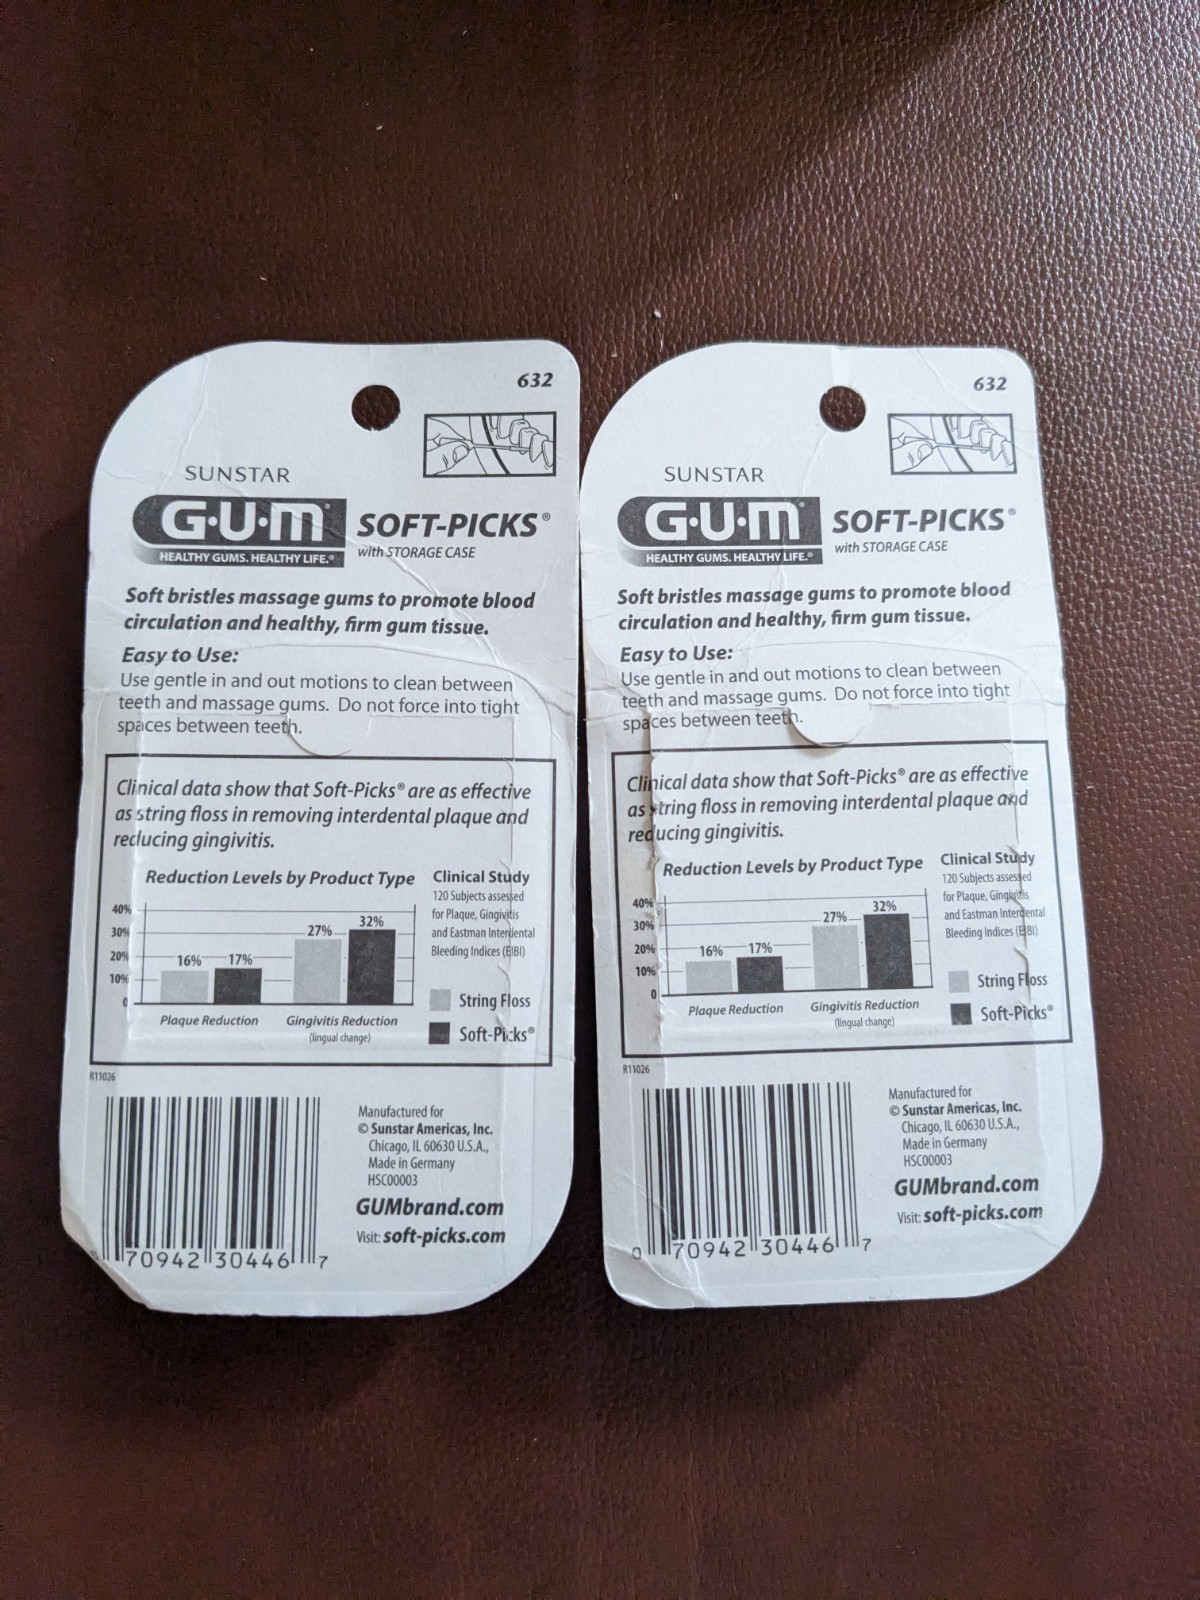 632
SUNSTAR
G·U·M®
HEALTHY GUMS. HEALTHY LIFE.®
SOFT-PICKS®
with STORAGE CASE
Soft bristles massage gums to promote blood
circulation and healthy, firm gum tissue.
Easy to Use:
Use gentle in and out motions to clean between
teeth and massage gums. Do not force into tight
spaces between teeth.
Clinical data show that Soft-Picks® are as effective
as string floss in removing interdental plaque and
reducing gingivitis.
Reduction Levels by Product Type
40%
30%
20%
10%
0
16%
17%
27%
32%
Plaque Reduction
Gingivitis Reduction
(lingual change)
Clinical Study
120 Subjects assessed
for Plaque, Gingivitis
and Eastman Interdental
Bleeding Indices (EIBI)
String Floss
Soft-Picks®
R11026
0 70942 30446 7
Manufactured for
© Sunstar Americas, Inc.
Chicago, IL 60630 U.S.A.,
Made in Germany
HSC00003
GUMbrand.com
Visit: soft-picks.com
632
SUNSTAR
G·U·M®
HEALTHY GUMS. HEALTHY LIFE.®
SOFT-PICKS®
with STORAGE CASE
Soft bristles massage gums to promote blood
circulation and healthy, firm gum tissue.
Easy to Use:
Use gentle in and out motions to clean between
teeth and massage gums. Do not force into tight
spaces between teeth.
Clinical data show that Soft-Picks® are as effective
as string floss in removing interdental plaque and
reducing gingivitis.
Reduction Levels by Product Type
40%
30%
20%
10%
0
16%
17%
27%
32%
Plaque Reduction
Gingivitis Reduction
(lingual change)
Clinical Study
120 Subjects assessed
for Plaque, Gingivitis
and Eastman Interdental
Bleeding Indices (EIBI)
String Floss
Soft-Picks®
R11026
0 70942 30446 7
Manufactured for
© Sunstar Americas, Inc.
Chicago, IL 60630 U.S.A.,
Made in Germany
HSC00003
GUMbrand.com
Visit: soft-picks.com